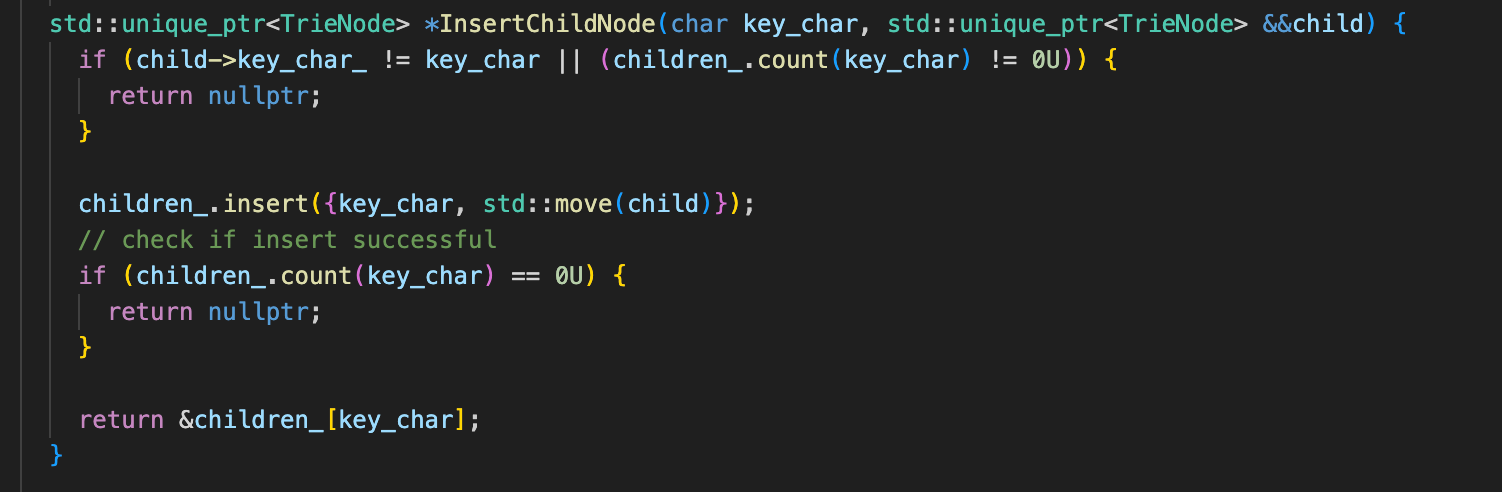 std::unique_ptr<TrieNode> *InsertChildNode(char key_char, std::unique_ptr<TrieNode> &&child) {
if (child->key_char_ != key_char || (children_.count(key_char) != 0U)) {
return nullptr;
}
children_.insert({key_char, std::move(child)});
// check if insert successful
if (children_.count(key_char) == 0U) {
return nullptr;
}
return &children_[key_char];
}